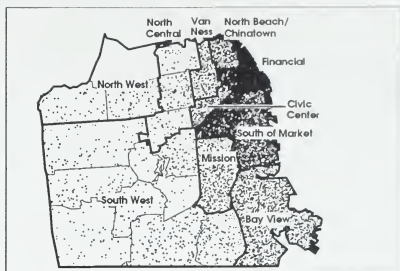 North
Central
Van
Ness
North Beach/
Chinatown
Financial
North West
Civic
Center
South of Market
Mission
South West
Bay View